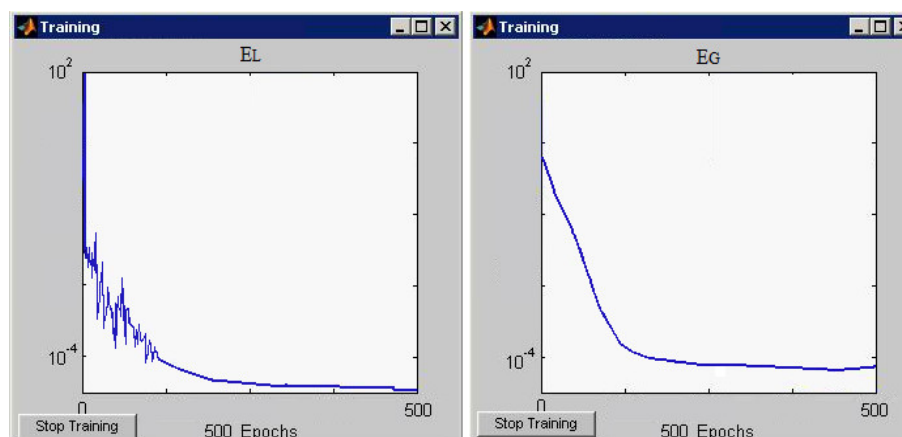 Training
EL
10^2
10^-4
0
500
Stop Training
500 Epochs
Training
EG
10^2
10^-4
0
500
Stop Training
500 Epochs